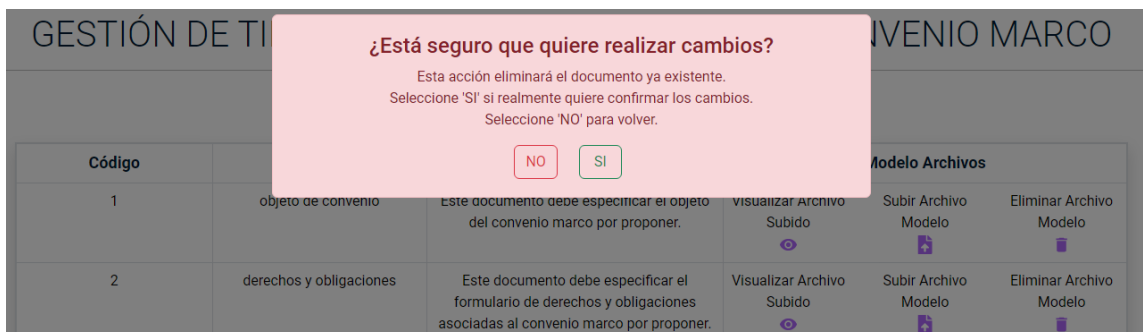 GESTIÓN DE TI
¿Está seguro que quiere realizar cambios?
VENIO MARCO
Esta acción eliminará el documento ya existente.
Seleccione 'SI' si realmente quiere confirmar los cambios.
Seleccione 'NO' para volver.
NO SI
Código
Modelo Archivos
1
objeto de convenio
Este documento debe especificar el objeto
del convenio marco por proponer.
Visualizar Archivo
Subido
Subir Archivo
Modelo
Eliminar Archivo
Modelo
2
derechos y obligaciones
Este documento debe especificar el
formulario de derechos y obligaciones
asociadas al convenio marco por proponer.
Visualizar Archivo
Subido
Subir Archivo
Modelo
Eliminar Archivo
Modelo